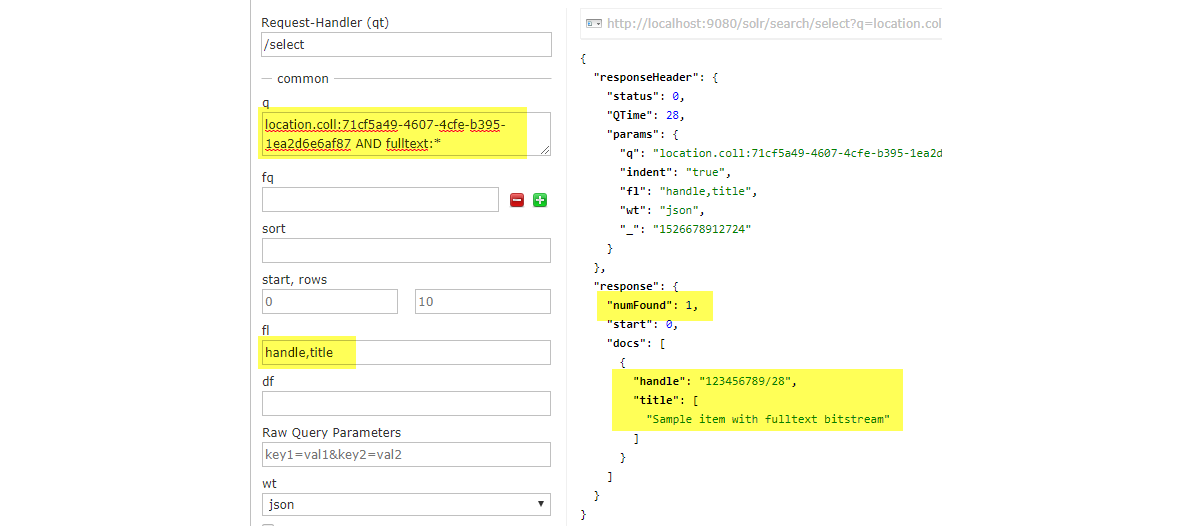 Request-Handler (qt)
/select
common
q
location.coll:71cf5a49-4607-4cfe-b395-
1ea2d6e6af87 AND fulltext:*
fq
sort
start, rows
0 10
fl
handle,title
df
Raw Query Parameters
key1=val1&key2=val2
wt
json
http://localhost:9080/solr/search/select?q=location.col
{
"responseHeader": {
"status": 0,
"QTime": 28,
"params": {
"q": "location.coll:71cf5a49-4607-4cfe-b395-1ea2d
"indent": "true",
"fl": "handle,title",
"wt": "json",
"_": "1526678912724"
}
},
"response": {
"numFound": 1,
"start": 0,
"docs": [
{
"handle": "123456789/28",
"title": [
"Sample item with fulltext bitstream"
]
}
]
}
}